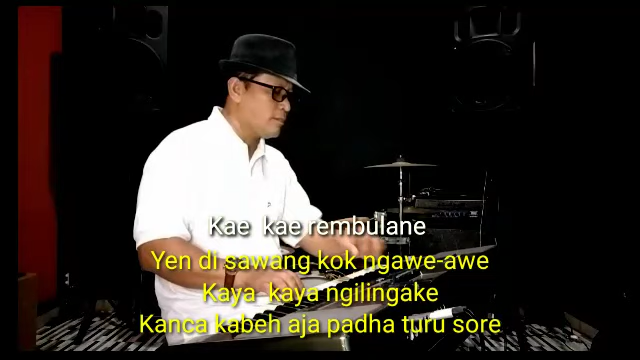 Kae kae rembulane
Yen di sawang kok ngawe-awe
Kaya kaya ngilingake
Kanca kabeh aja padha turu sore